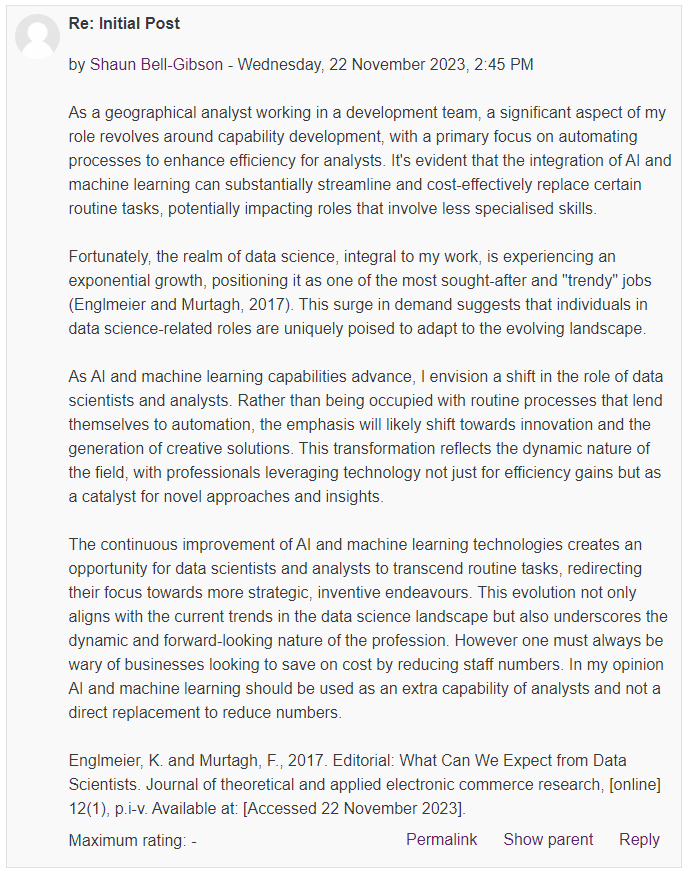 Re: Initial Post
by Shaun Bell-Gibson - Wednesday, 22 November 2023, 2:45 PM
As a geographical analyst working in a development team, a significant aspect of my
role revolves around capability development, with a primary focus on automating
processes to enhance efficiency for analysts. It's evident that the integration of AI and
machine learning can substantially streamline and cost-effectively replace certain
routine tasks, potentially impacting roles that involve less specialised skills.
Fortunately, the realm of data science, integral to my work, is experiencing an
exponential growth, positioning it as one of the most sought-after and "trendy" jobs
(Englmeier and Murtagh, 2017). This surge in demand suggests that individuals in
data science-related roles are uniquely poised to adapt to the evolving landscape.
As AI and machine learning capabilities advance, I envision a shift in the role of data
scientists and analysts. Rather than being occupied with routine processes that lend
themselves to automation, the emphasis will likely shift towards innovation and the
generation of creative solutions. This transformation reflects the dynamic nature of
the field, with professionals leveraging technology not just for efficiency gains but as
a catalyst for novel approaches and insights.
The continuous improvement of AI and machine learning technologies creates an
opportunity for data scientists and analysts to transcend routine tasks, redirecting
their focus towards more strategic, inventive endeavours. This evolution not only
aligns with the current trends in the data science landscape but also underscores the
dynamic and forward-looking nature of the profession. However one must always be
wary of businesses looking to save on cost by reducing staff numbers. In my opinion
AI and machine learning should be used as an extra capability of analysts and not a
direct replacement to reduce numbers.
Englmeier, K. and Murtagh, F., 2017. Editorial: What Can We Expect from Data
Scientists. Journal of theoretical and applied electronic commerce research, [online]
12(1), p.i-v. Available at: [Accessed 22 November 2023].
Maximum rating: - Permalink Show parent Reply